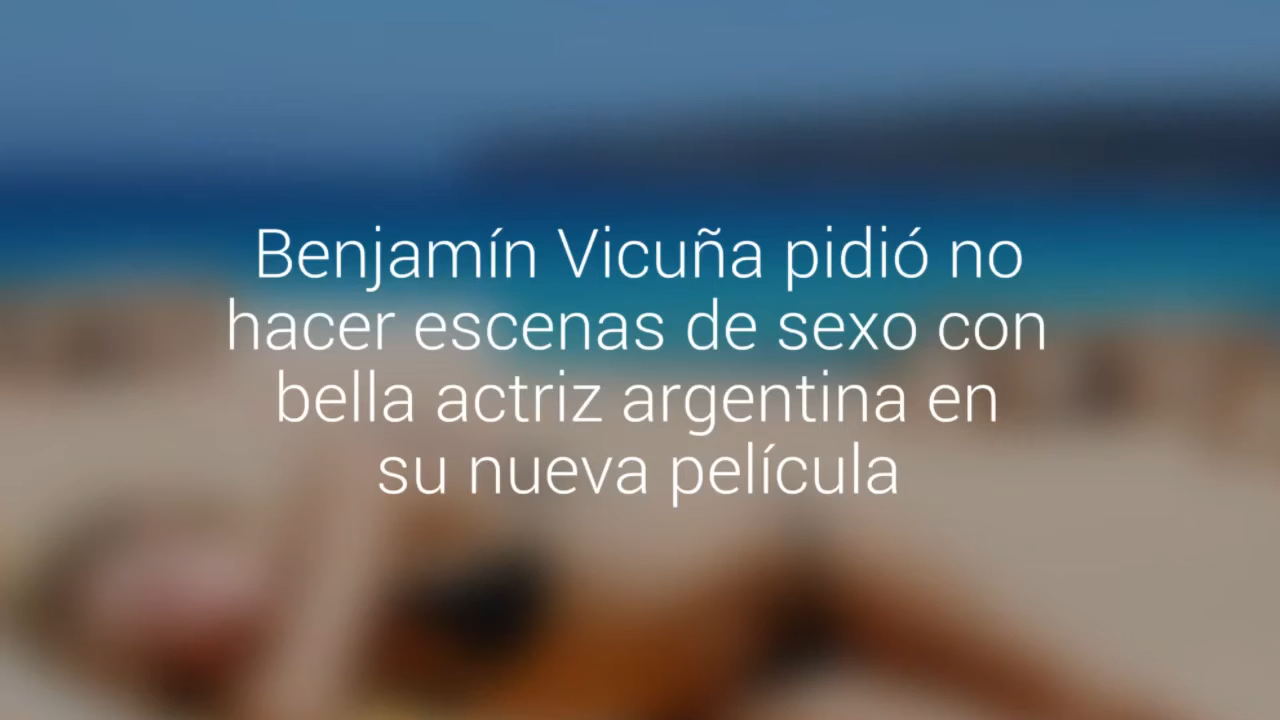 Benjamín Vicuña pidió no
hacer escenas de sexo con
bella actriz argentina en
su nueva película